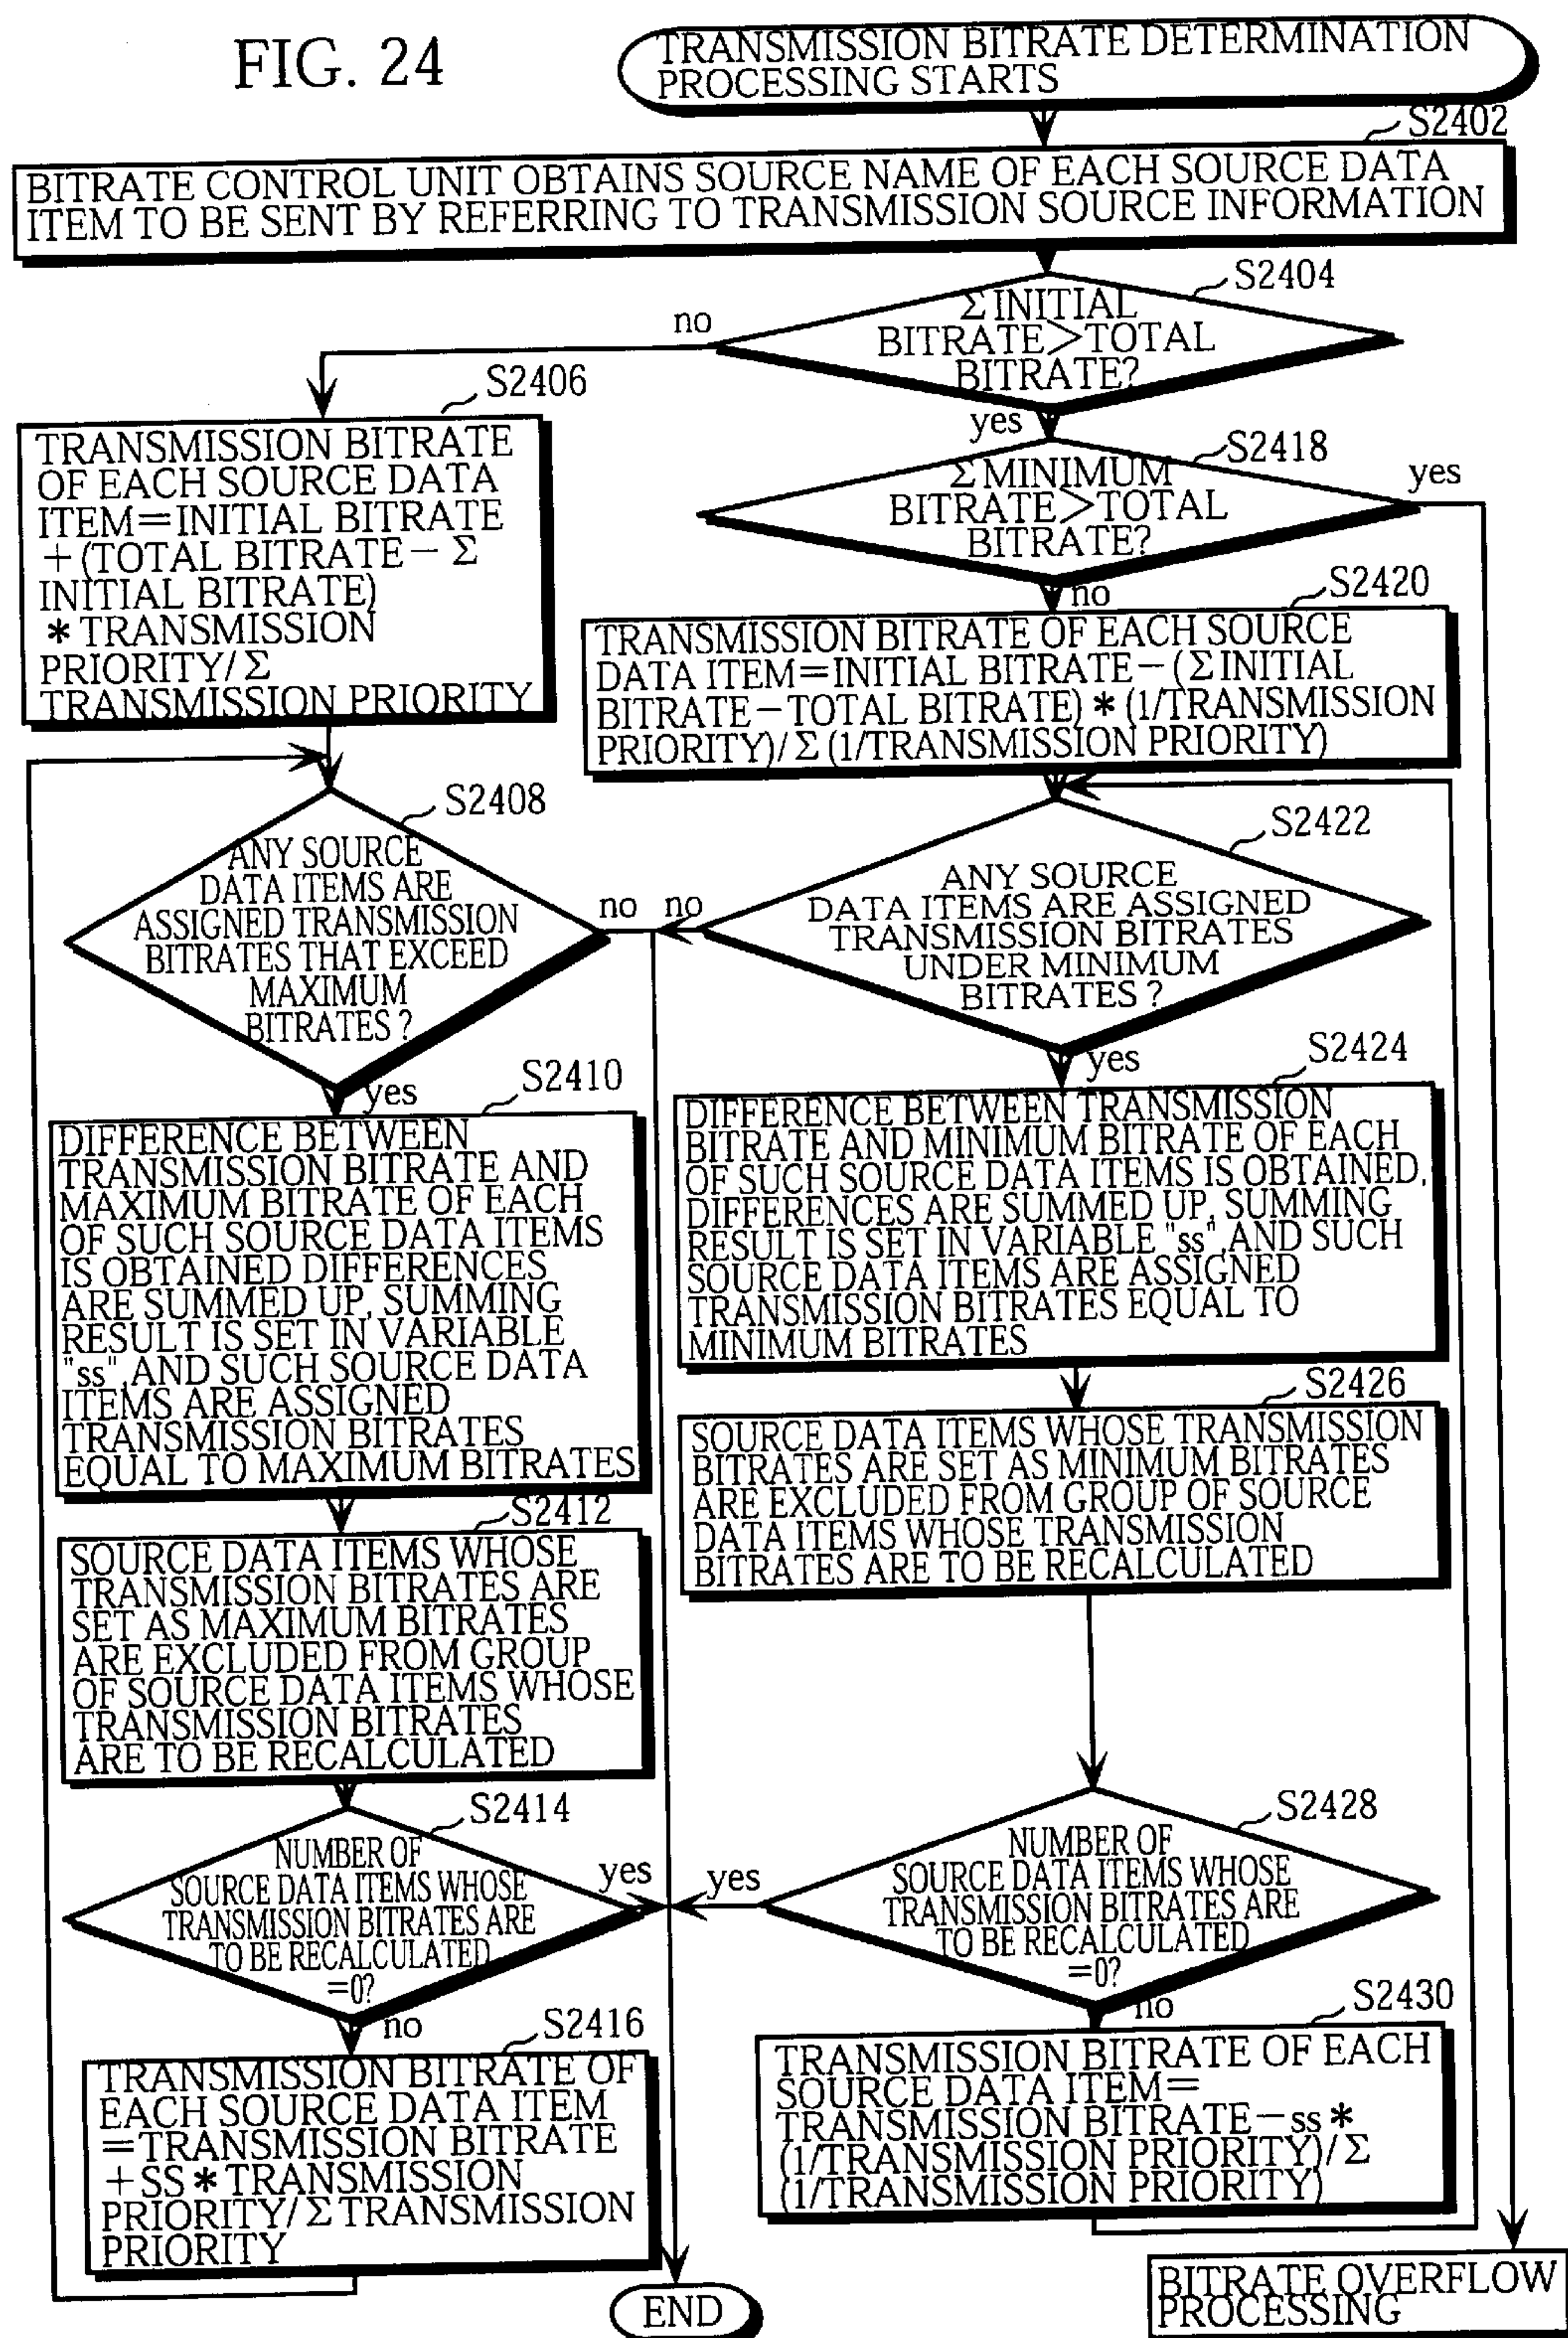 FIG. 24
TRANSMISSION BITRATE DETERMINATION
PROCESSING STARTS
S2402
BITRATE CONTROL UNIT OBTAINS SOURCE NAME OF EACH SOURCE DATA
ITEM TO BE SENT BY REFERRING TO TRANSMISSION SOURCE INFORMATION
S2404
Σ INITIAL
BITRATE>TOTAL
BITRATE?
no
yes
S2406
TRANSMISSION BITRATE
OF EACH SOURCE DATA
ITEM=INITIAL BITRATE
+(TOTAL BITRATE-Σ
INITIAL BITRATE)
*TRANSMISSION
PRIORITY/Σ
TRANSMISSION PRIORITY
S2418
Σ MINIMUM
BITRATE>TOTAL
BITRATE?
yes
no
S2420
TRANSMISSION BITRATE OF EACH SOURCE
DATA ITEM=INITIAL BITRATE-(Σ INITIAL
BITRATE-TOTAL BITRATE)*(1/TRANSMISSION
PRIORITY)/Σ(1/TRANSMISSION PRIORITY)
S2408
ANY SOURCE
DATA ITEMS ARE
ASSIGNED TRANSMISSION
BITRATES THAT EXCEED
MAXIMUM
BITRATES?
no
yes
S2422
ANY SOURCE
DATA ITEMS ARE ASSIGNED
TRANSMISSION BITRATES
UNDER MINIMUM
BITRATES?
no
yes
S2410
DIFFERENCE BETWEEN
TRANSMISSION BITRATE AND
MAXIMUM BITRATE OF EACH
OF SUCH SOURCE DATA ITEMS
IS OBTAINED DIFFERENCES
ARE SUMMED UP, SUMMING
RESULT IS SET IN VARIABLE
"ss",AND SUCH SOURCE DATA
ITEMS ARE ASSIGNED
TRANSMISSION BITRATES
EQUAL TO MAXIMUM BITRATES
S2424
DIFFERENCE BETWEEN TRANSMISSION
BITRATE AND MINIMUM BITRATE OF EACH
OF SUCH SOURCE DATA ITEMS IS OBTAINED,
DIFFERENCES ARE SUMMED UP, SUMMING
RESULT IS SET IN VARIABLE "ss",AND SUCH
SOURCE DATA ITEMS ARE ASSIGNED
TRANSMISSION BITRATES EQUAL TO
MINIMUM BITRATES
S2412
SOURCE DATA ITEMS WHOSE
TRANSMISSION BITRATES ARE
SET AS MAXIMUM BITRATES
ARE EXCLUDED FROM GROUP
OF SOURCE DATA ITEMS WHOSE
TRANSMISSION BITRATES
ARE TO BE RECALCULATED
S2426
SOURCE DATA ITEMS WHOSE TRANSMISSION
BITRATES ARE SET AS MINIMUM BITRATES
ARE EXCLUDED FROM GROUP OF SOURCE
DATA ITEMS WHOSE TRANSMISSION
BITRATES ARE TO BE RECALCULATED
S2414
NUMBER OF
SOURCE DATA ITEMS WHOSE
TRANSMISSION BITRATES ARE
TO BE RECALCULATED
=0?
yes
no
S2428
NUMBER OF
SOURCE DATA ITEMS WHOSE
TRANSMISSION BITRATES ARE
TO BE RECALCULATED
=0?
yes
no
S2416
TRANSMISSION BITRATE OF
EACH SOURCE DATA ITEM
=TRANSMISSION BITRATE
+SS*TRANSMISSION
PRIORITY/Σ TRANSMISSION
PRIORITY
S2430
TRANSMISSION BITRATE OF EACH
SOURCE DATA ITEM=
TRANSMISSION BITRATE-ss*
(1/TRANSMISSION PRIORITY)/Σ
(1/TRANSMISSION PRIORITY)
END
BITRATE OVERFLOW
PROCESSING